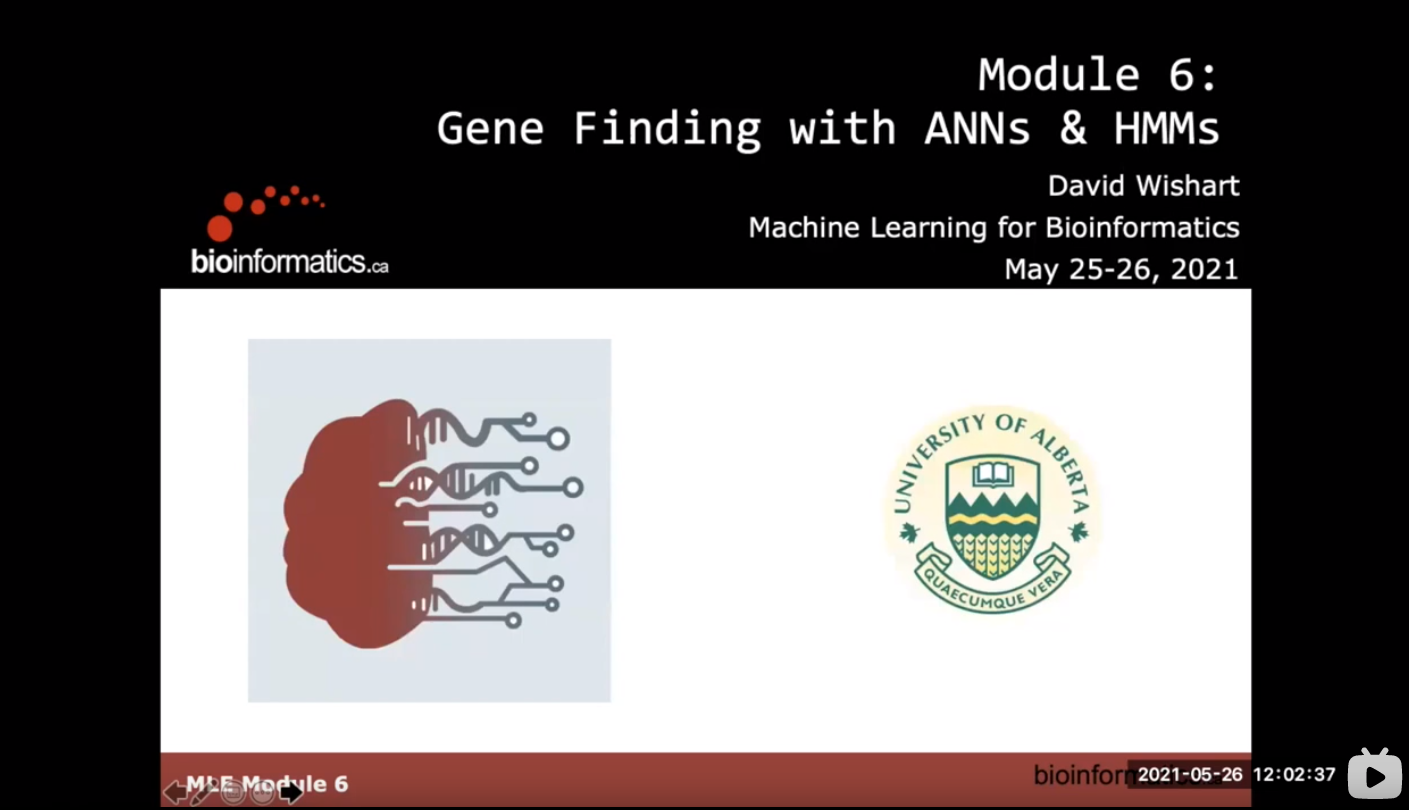 Module 6:
Gene Finding with ANNs & HMMs
David Wishart
Machine Learning for Bioinformatics
May 25-26, 2021
bioinformatics.ca
UNIVERSITY OF ALBERTA
QUAECUMQUE VERA
MLE Module 6
bioinform
2021-05-26 12:02:37